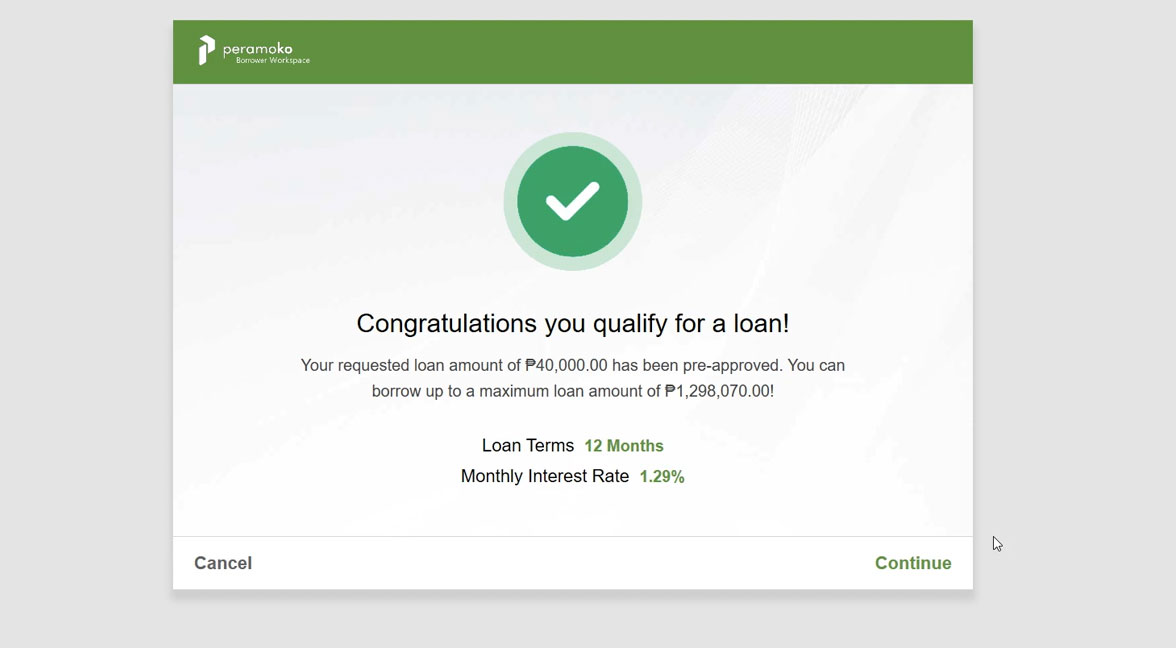 peramoko
Borrower Workspace
Congratulations you qualify for a loan!
Your requested loan amount of ₱40,000.00 has been pre-approved. You can
borrow up to a maximum loan amount of ₱1,298,070.00!
Loan Terms 12 Months
Monthly Interest Rate 1.29%
Cancel Continue